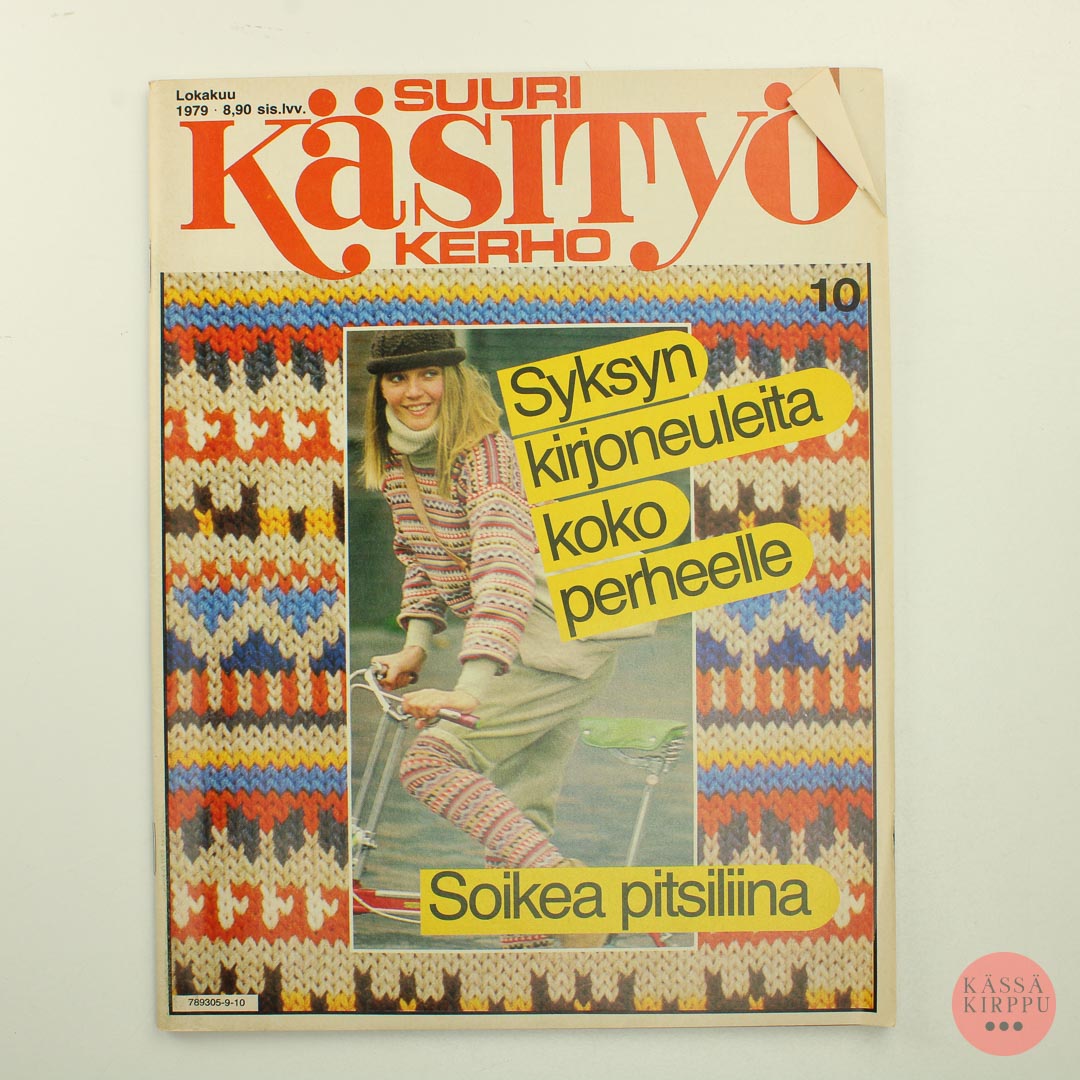 Lokakuu
1979 · 8,90 sis.lvv.
SUURI
KÄSITYÖ
KERHO
10
Syksyn
kirjoneuleita
koko
perheelle
Soikea pitsiliina
789305-9-10
KÄSSÄ
KIRPPU